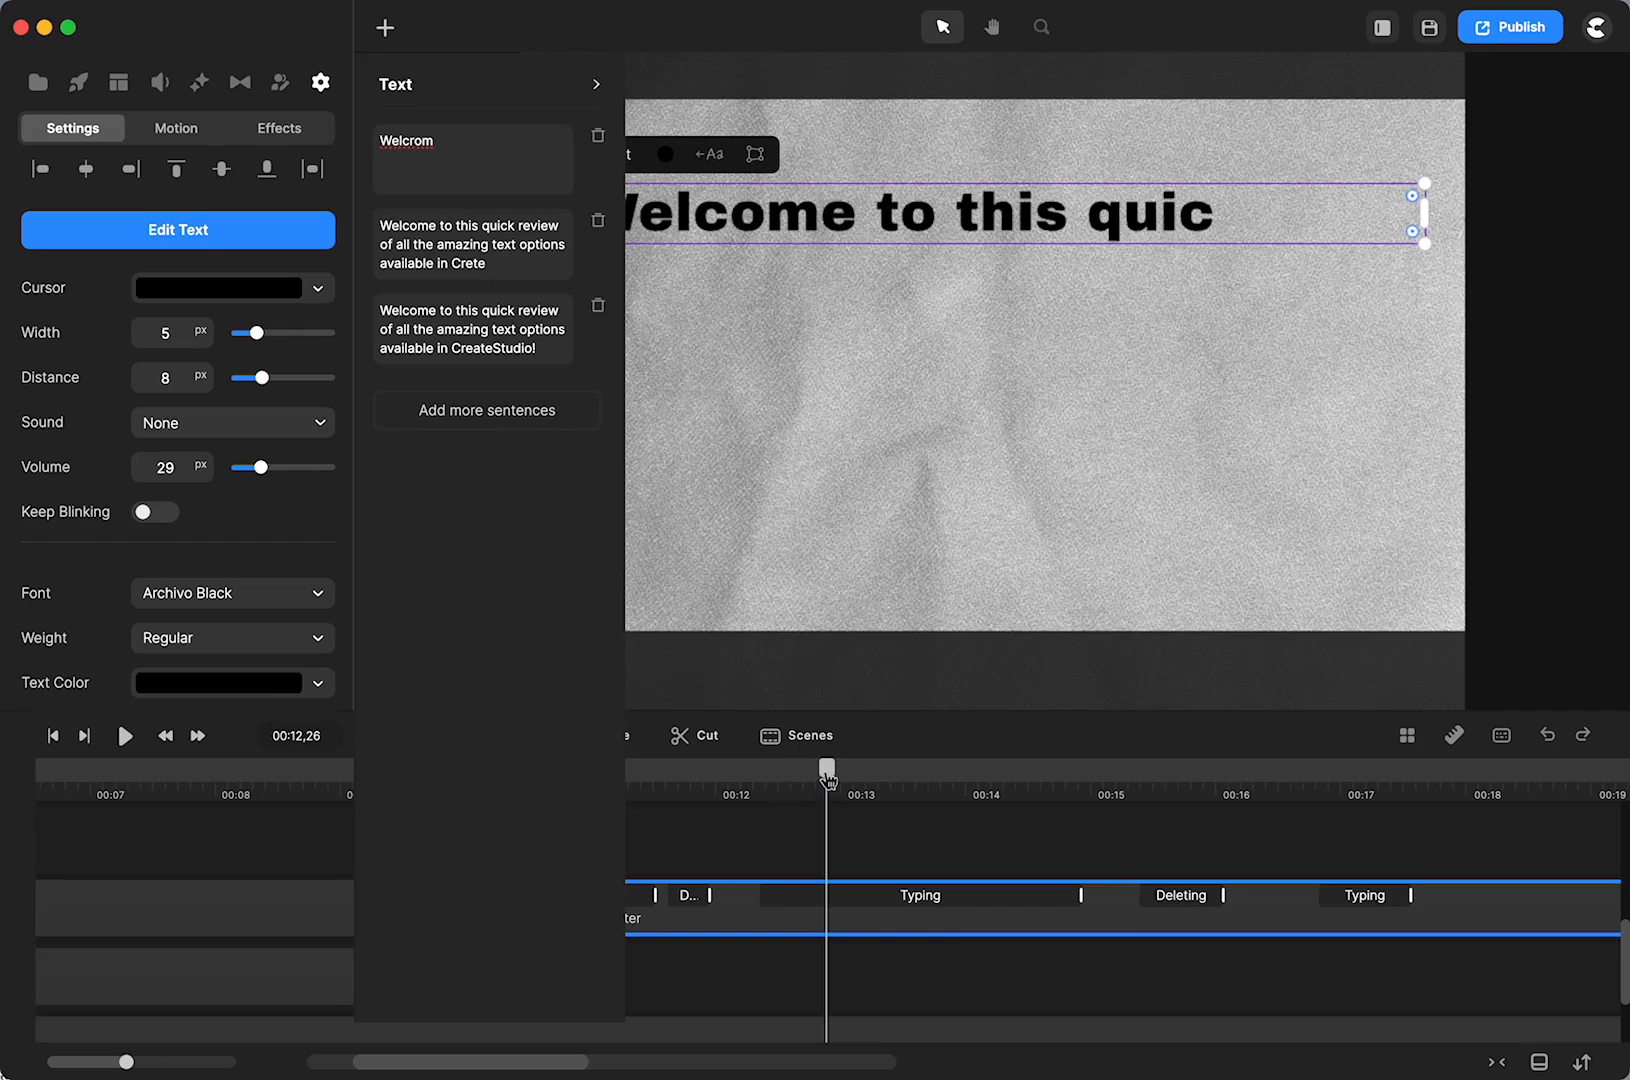 Publish
Text
Settings
Motion
Effects
Welcrom
Welcome to this quick review
of all the amazing text options
available in Crete
Welcome to this quick review
of all the amazing text options
available in CreateStudio!
Add more sentences
t
Aa
Welcome to this quic
Edit Text
Cursor
Width
5 px
Distance
8 px
Sound
None
Volume
29 px
Keep Blinking
Font
Archivo Black
Weight
Regular
Text Color
00:12,26
e
Cut
Scenes
00:07
00:08
0
00:12
00:13
00:14
00:15
00:16
00:17
00:18
00:19
D...
Typing
Deleting
Typing
ter